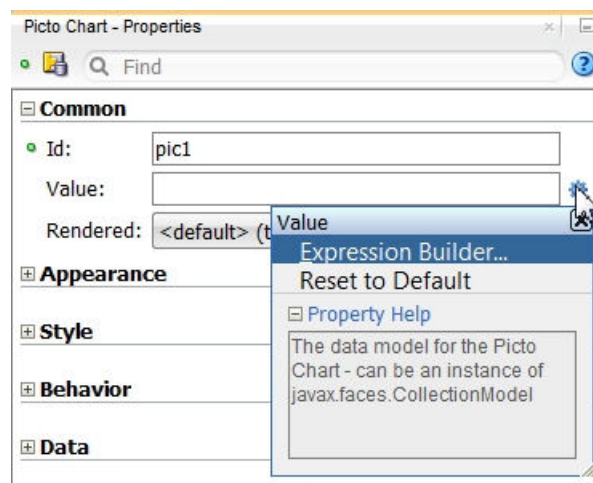 Picto Chart - Properties
Find
Common
Id: pic1
Value:
Rendered: <default> (t
Value
Expression Builder...
Reset to Default
Property Help
The data model for the Picto
Chart - can be an instance of
javax.faces.CollectionModel
Appearance
Style
Behavior
Data